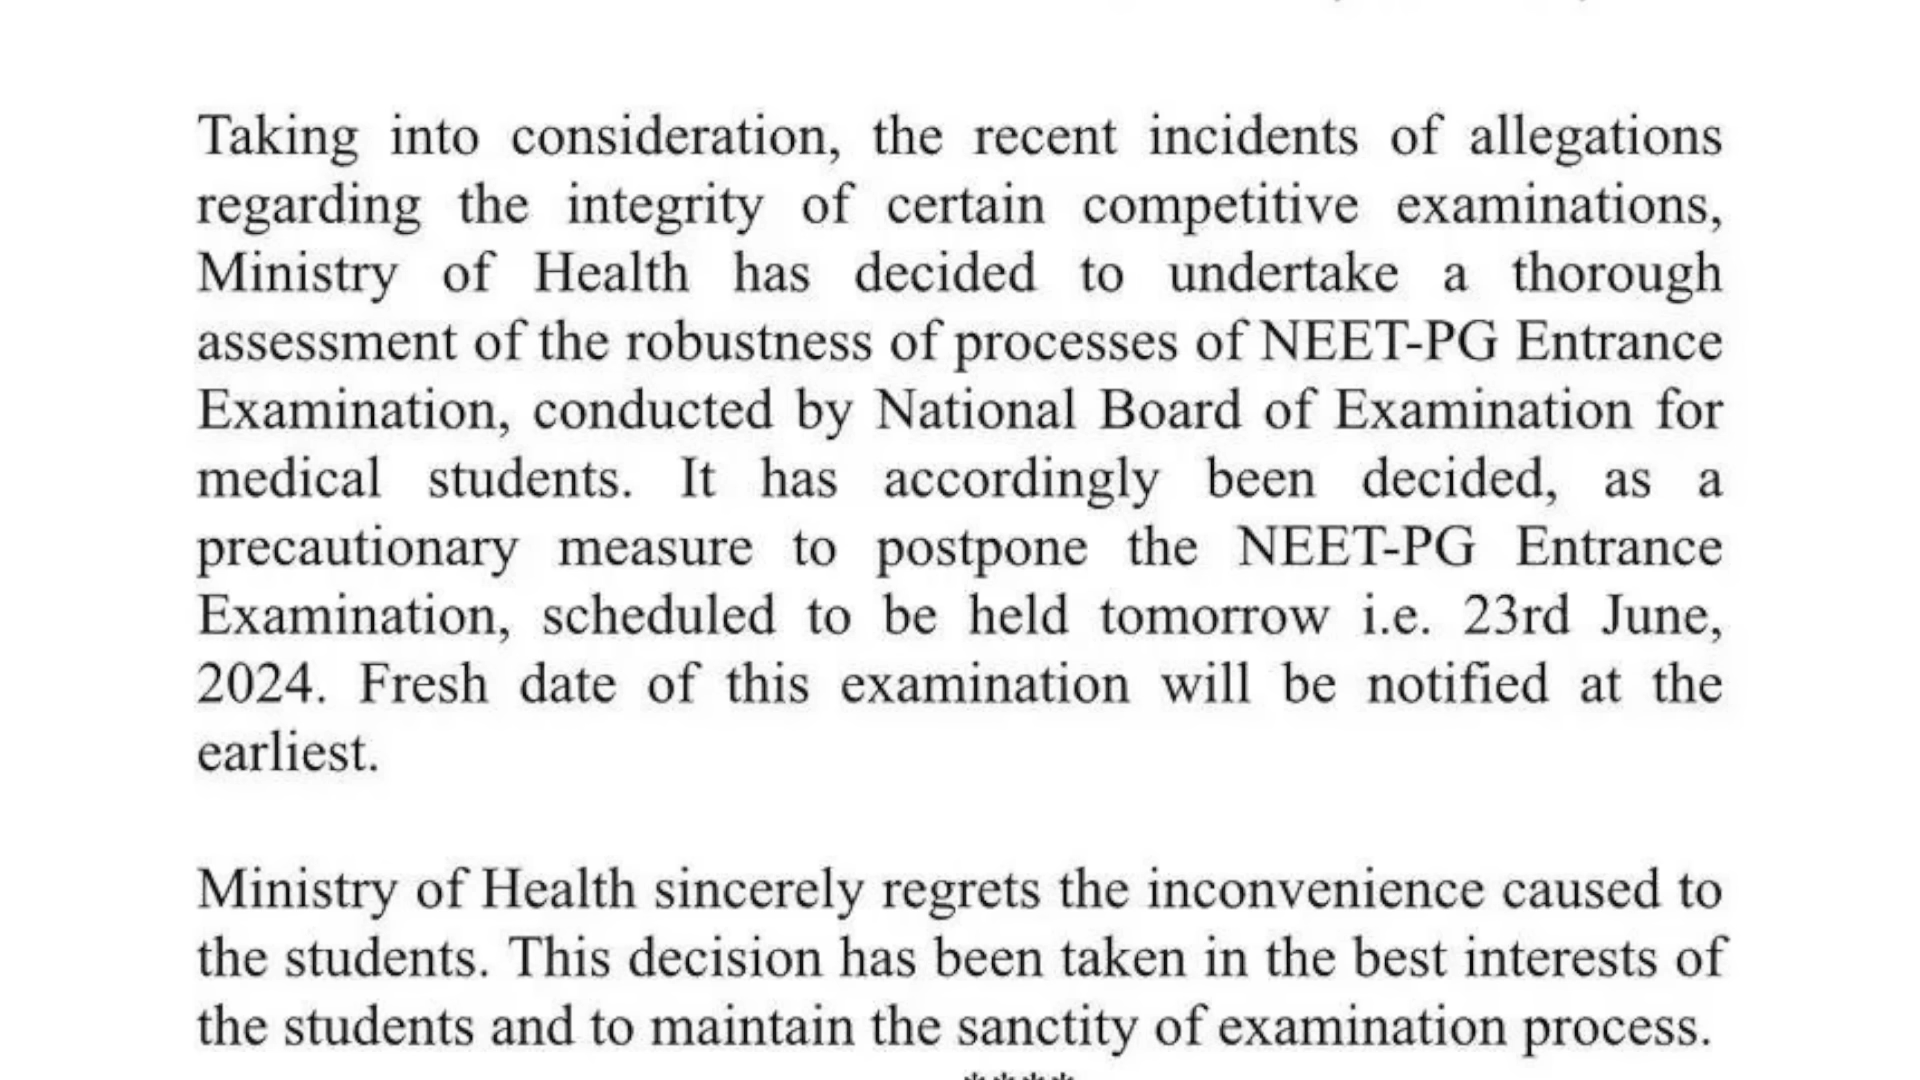 Taking into consideration, the recent incidents of allegations
regarding the integrity of certain competitive examinations,
Ministry of Health has decided to undertake a thorough
assessment of the robustness of processes of NEET-PG Entrance
Examination, conducted by National Board of Examination for
medical students. It has accordingly been decided, as a
precautionary measure to postpone the NEET-PG Entrance
Examination, scheduled to be held tomorrow i.e. 23rd June,
2024. Fresh date of this examination will be notified at the
earliest.
Ministry of Health sincerely regrets the inconvenience caused to
the students. This decision has been taken in the best interests of
the students and to maintain the sanctity of examination process.
****